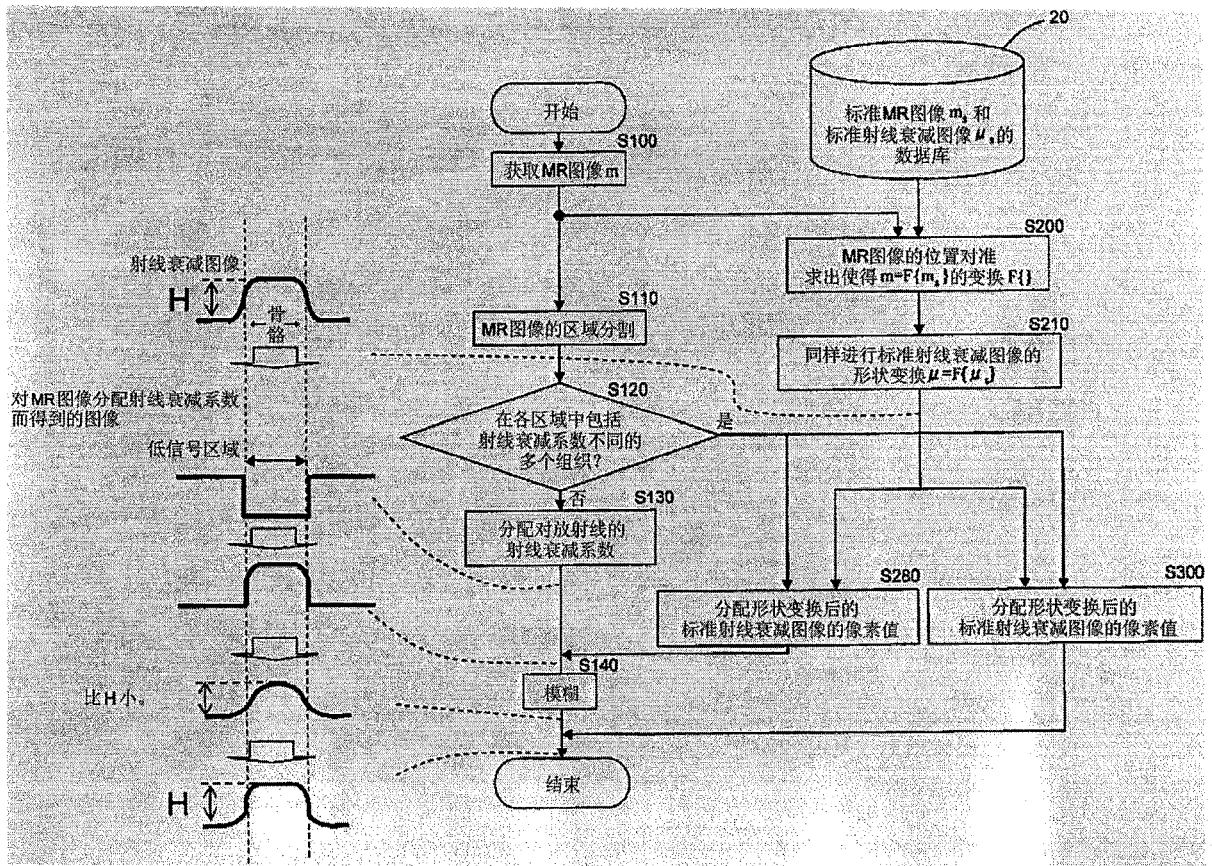 20
标准MR图像ms和
标准射线衰减图像μs的
数据库
开始
S100
获取MR图像m
S200
MR图像的位置对准
求出使得m=F{ms}的变换F{}
S110
MR图像的区域分割
S210
同样进行标准射线衰减图像的
形状变换μ=F{μs}
S120
在各区域中包括
射线衰减系数不同的
多个组织？
是
否
S130
分配对放射线的
射线衰减系数
S280
分配形状变换后的
标准射线衰减图像的像素值
S300
分配形状变换后的
标准射线衰减图像的像素值
S140
模糊
结束
射线衰减图像
H
骨
骼
对MR图像分配射线衰减系数
而得到的图像
低信号区域
比H小。
H